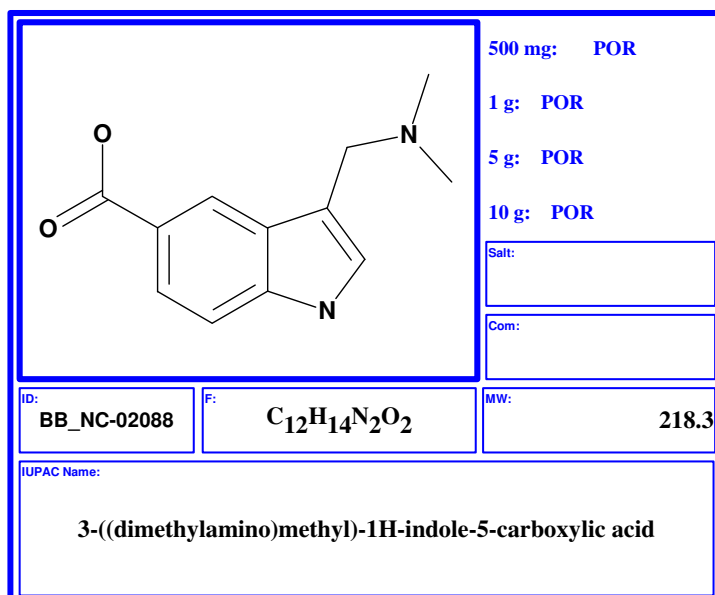 500 mg: POR
1 g: POR
5 g: POR
10 g: POR
O
O
N
N
Salt:
Com:
ID:
BB_NC-02088
F:
C12H14N2O2
MW:
218.3
IUPAC Name:
3-((dimethylamino)methyl)-1H-indole-5-carboxylic acid